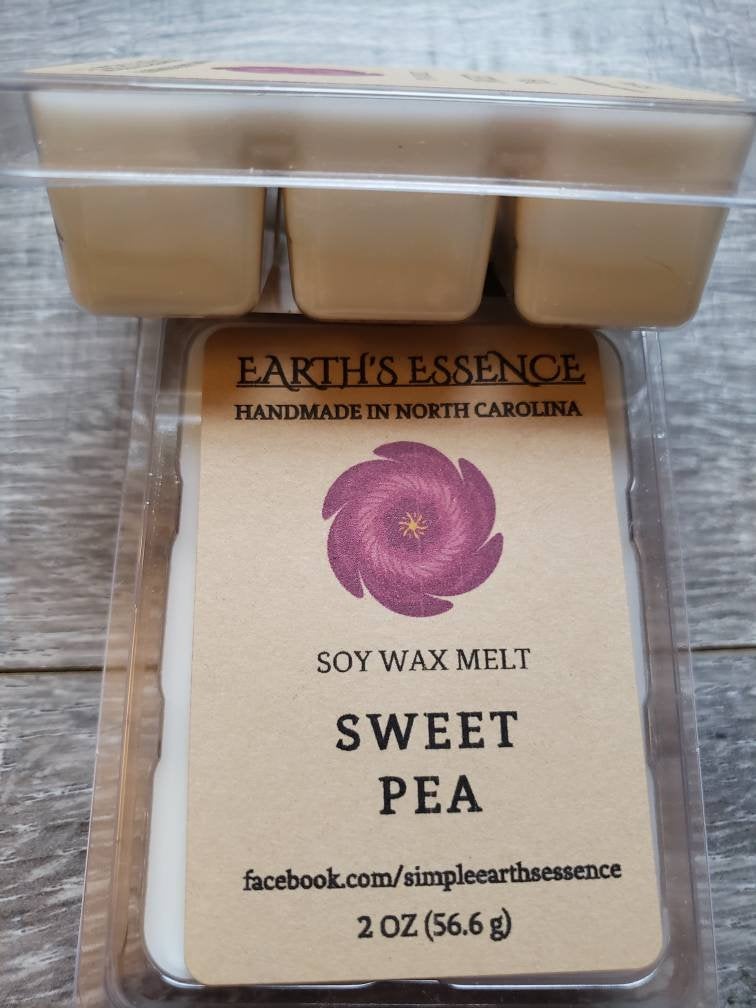 EARTH'S ESSENCE
HANDMADE IN NORTH CAROLINA
SOY WAX MELT
SWEET
PEA
facebook.com/simpleearthsessence
2 OZ (56.6 g)